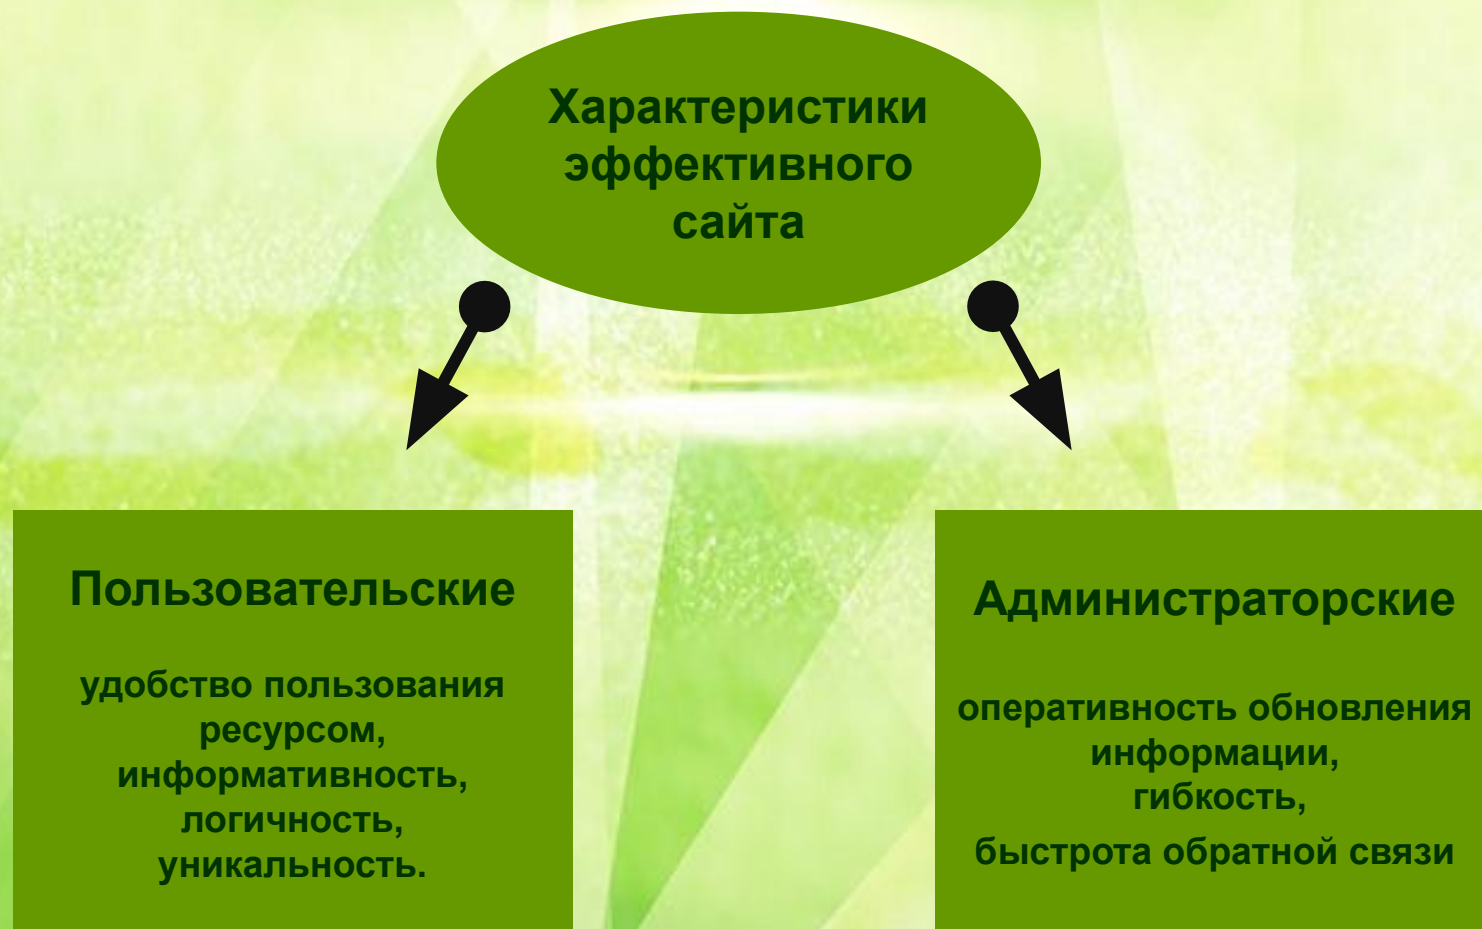 Характеристики
эффективного
сайта
Пользовательские
удобство пользования
ресурсом,
информативность,
логичность,
уникальность.
Администраторские
оперативность обновления
информации,
гибкость,
быстрота обратной связи